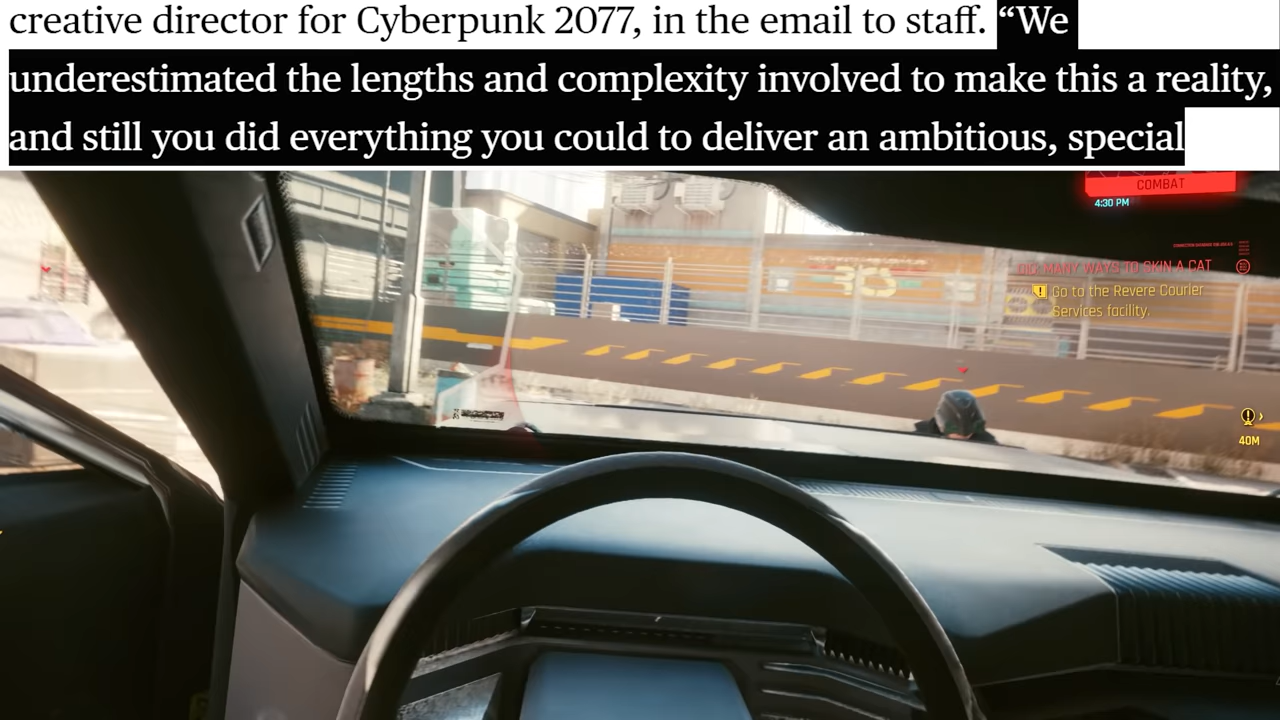 creative director for Cyberpunk 2077, in the email to staff. “We
underestimated the lengths and complexity involved to make this a reality,
and still you did everything you could to deliver an ambitious, special
COMBAT
4:30 PM
GIG: MANY WAYS TO SKIN A CAT
Go to the Revere Courier
Services facility.
40M